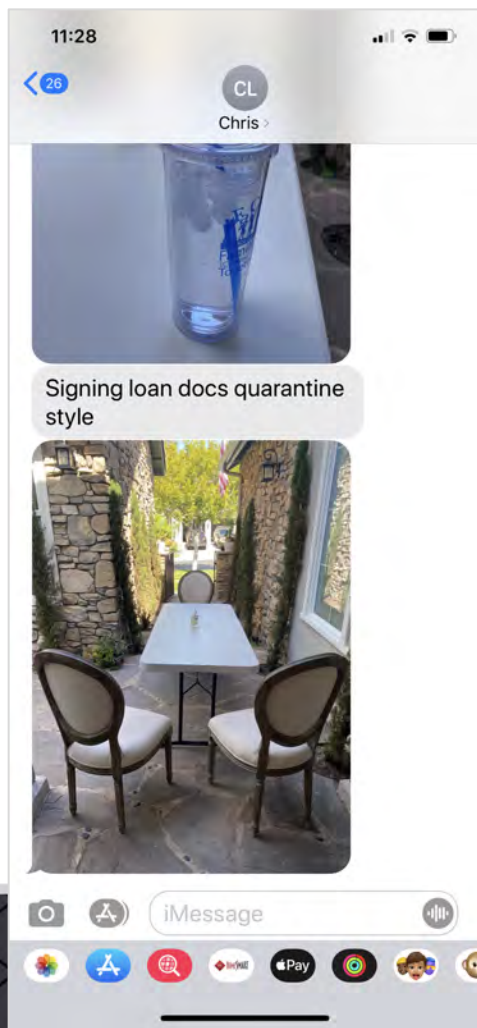 11:28
26
CL
Chris
Signing loan docs quarantine
style
iMessage
Pay